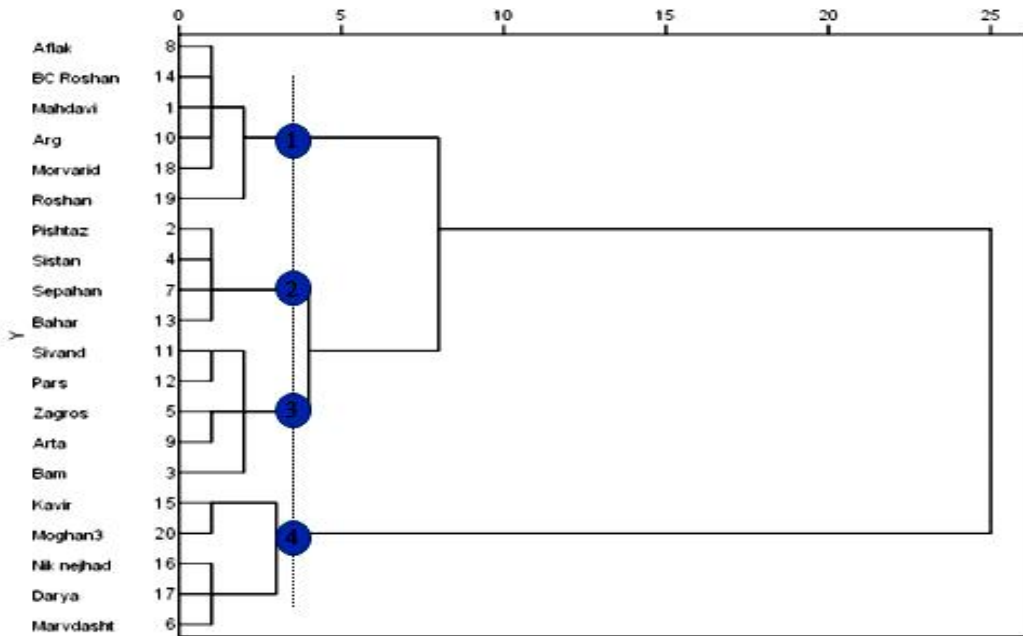 0 5 10 15 20 25
Aflak 8
BC Roshan 14
Mahdavi 1
Arg 10
Morvarid 18
Roshan 19
Pishtaz 2
Sistan 4
Sepahan 7
Bahar 13
Sivand 11
Pars 12
Zagros 5
Arta 9
Bam 3
Kavir 15
Moghan3 20
Nik nejhad 16
Darya 17
Marvdasht 6
Y
1
2
3
4